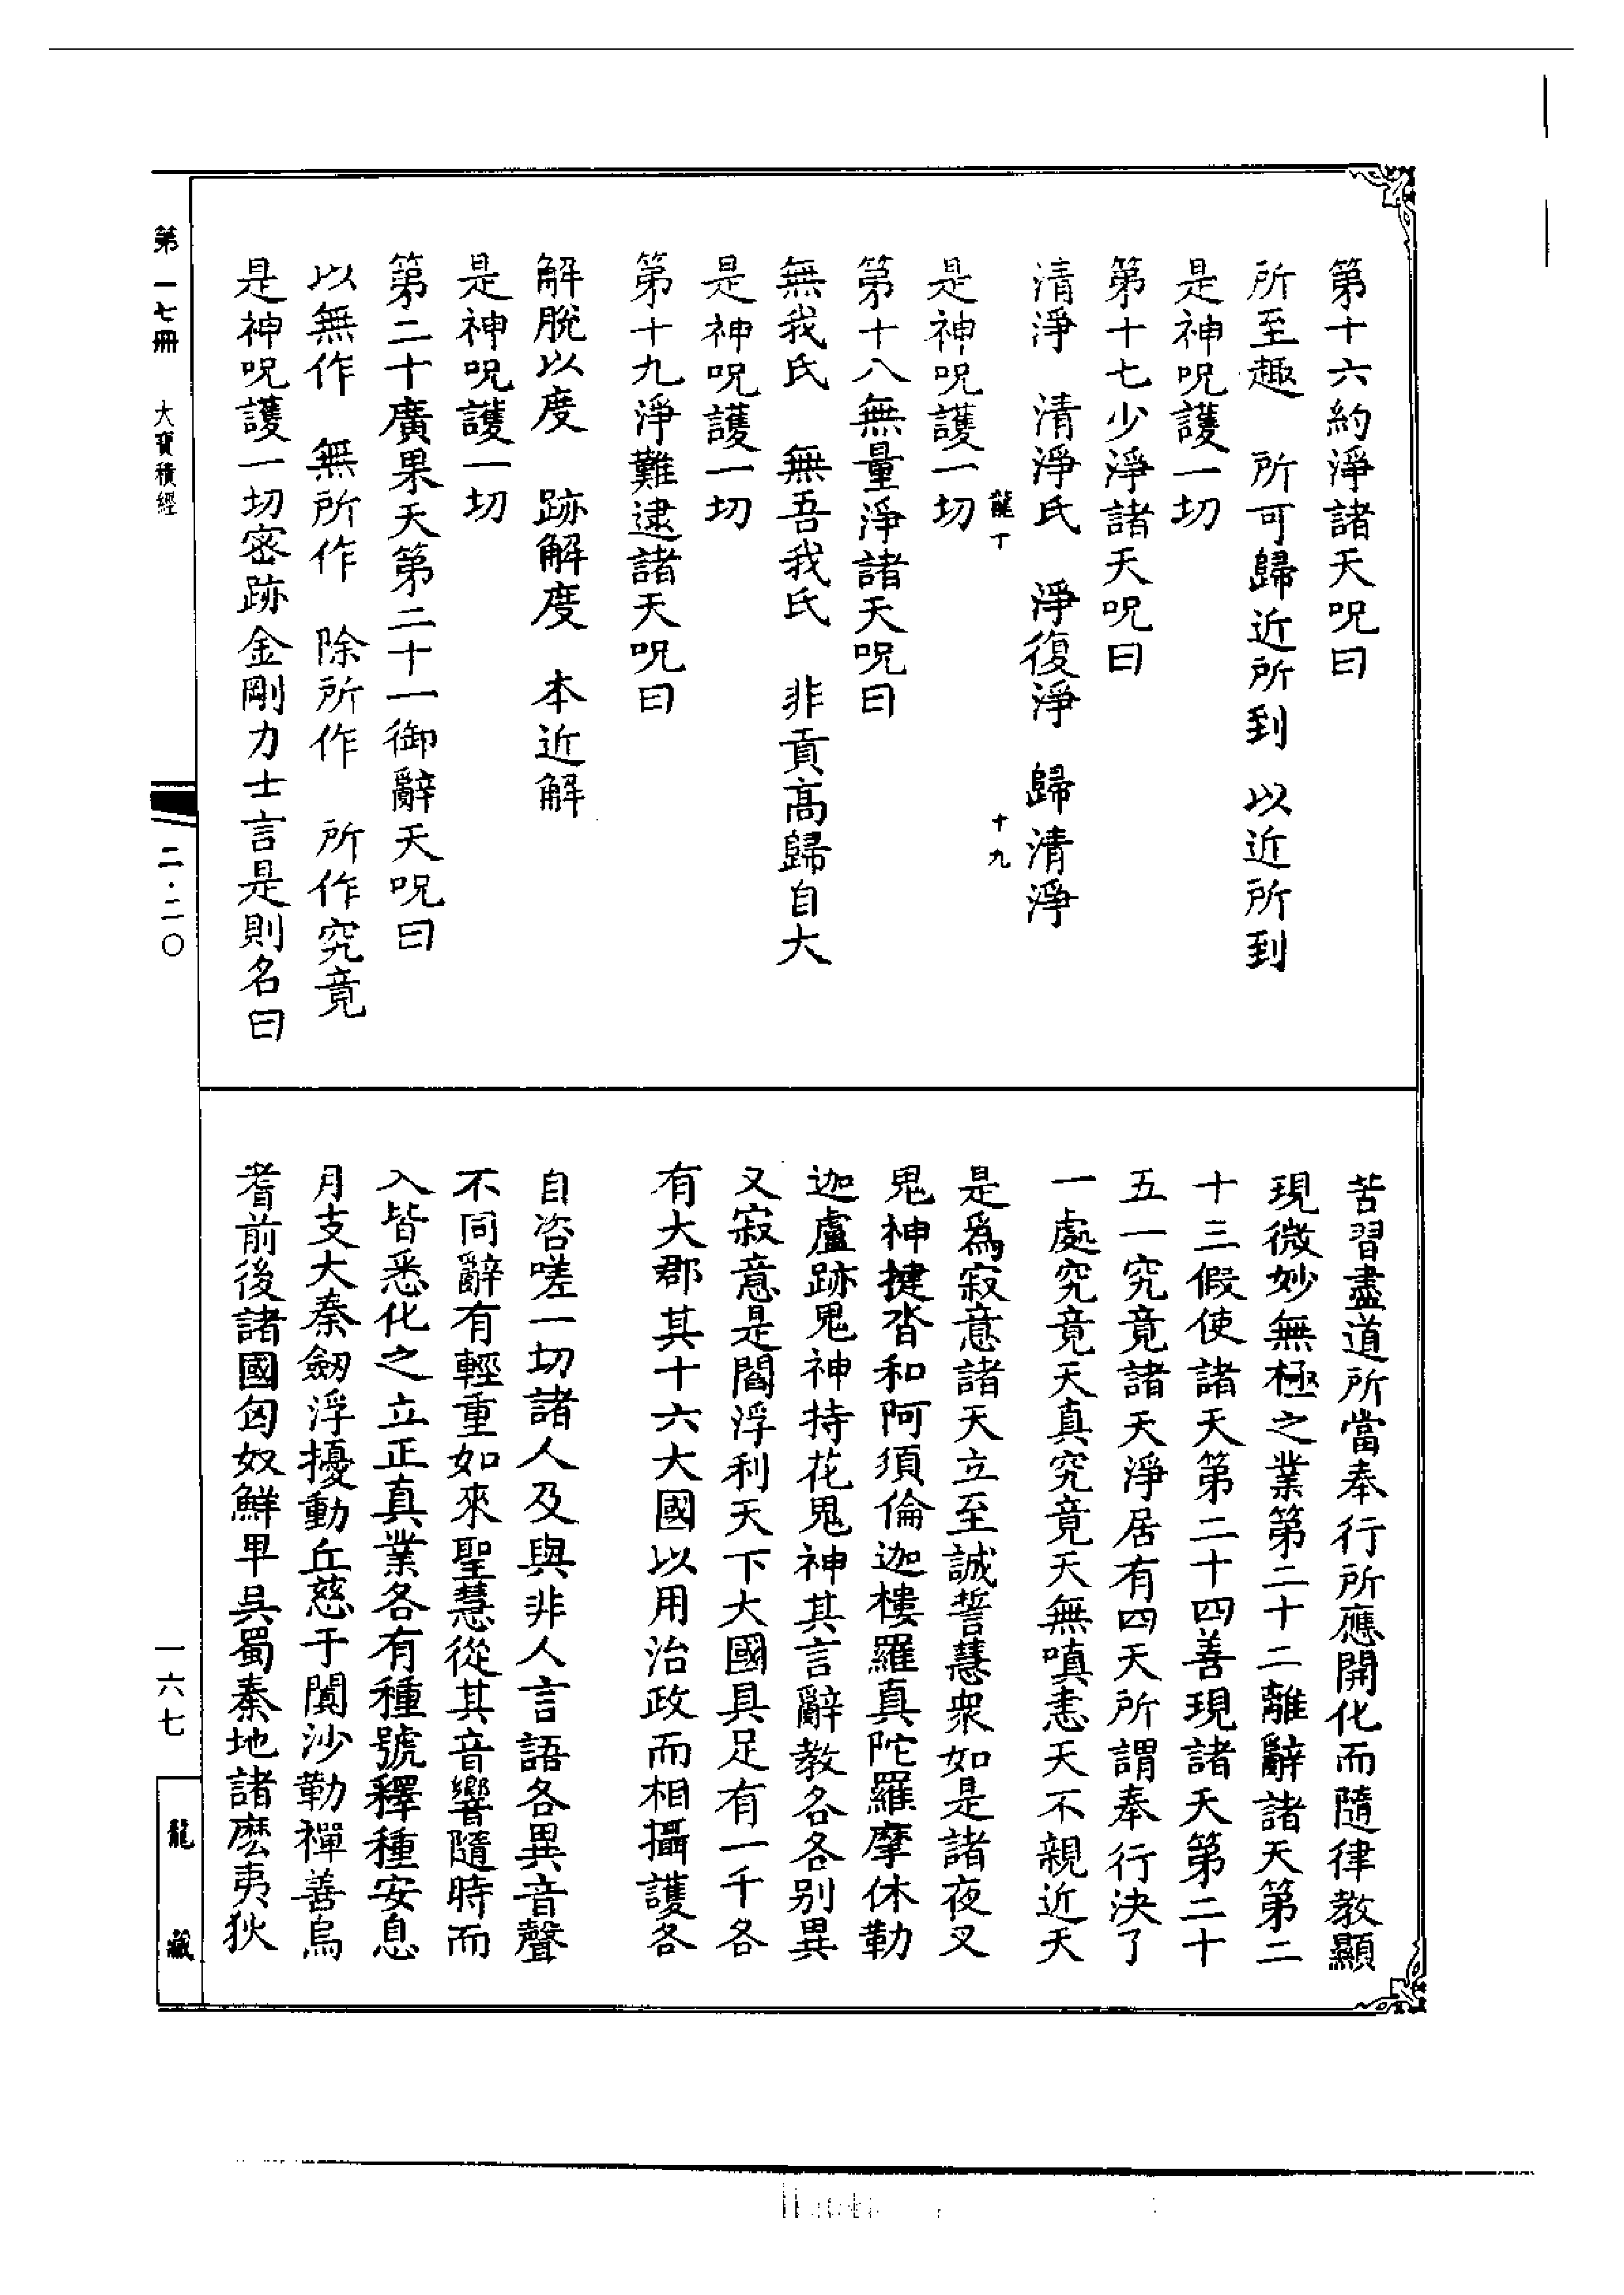 第十六約淨諸天呪曰
所至趣　所可歸近所到　以近所到
是神呪護一切
第十七少淨諸天呪曰
清淨　清淨氏　淨復淨　歸清淨
龍丁　十九
是神呪護一切
第十八無量淨諸天呪曰
無我氏　無吾我氏　非貢高歸自大
是神呪護一切
第十九淨難逮諸天呪曰
解脫以度　跡解度　本近解
是神呪護一切
第二十廣果天第二十一御辭天呪曰
以無作　無所作　除所作　所作究竟
是神呪護一切密跡金剛力士言是則名曰
苦習盡道所當奉行所應開化而隨律教顯
現微妙無極之業第二十二離辭諸天第二
十三假使諸天第二十四善現諸天第二十
五一究竟諸天淨居有四天所謂奉行決了
一處究竟天真究竟天無嗔恚天不親近天
是為寂意諸天立至誠誓慧衆如是諸夜叉
鬼神揵沓和阿須倫迦樓羅真陀羅摩休勒
迦盧跡鬼神持花鬼神其言辭教各各别異
又寂意是閻浮利天下大國具足有一千各
有大郡其十六大國以用治政而相攝護各
自咨嗟一切諸人及與非人言語各異音聲
不同辭有輕重如來聖慧從其音響隨時而
入皆悉化之立正真業各有種號釋種安息
月支大秦劒浮擾動丘慈于闐沙勒禪善烏
耆前後諸國匈奴鮮卑吳蜀秦地諸麽夷狄
第一七冊　大寶積經
二·二〇
一六七
龍藏